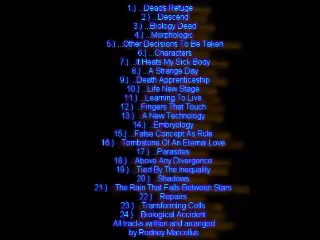 1.) ...Deads Refuge
2.) ...Descend
3.) ...Biology Dead
4.) ...Morphologic
5.) ...Other Decisions To Be Taken
6.) ...Characters
7.) ...It Heats My Sick Body
8.) ...A Strange Day
9.) ...Death Apprenticeship
10.) ...Life New Stage
11.) ...Learning To Live
12.) ...Fingers That Touch
13.) ...A New Technology
14.) ...Embryology
15.) ...False Concept As Rule
16.) ...Tombstone Of An Eternal Love
17.) ...Parasites
18.) ...Above Any Divergence
19.) ...Tied By The Inequality
20.) ...Shadows
21.) ...The Rain That Falls Between Stars
22.) ...Repairs
23.) ...Transforming Cells
24.) ...Biological Accident
All tracks written and arranged
by Rodney Marcellus